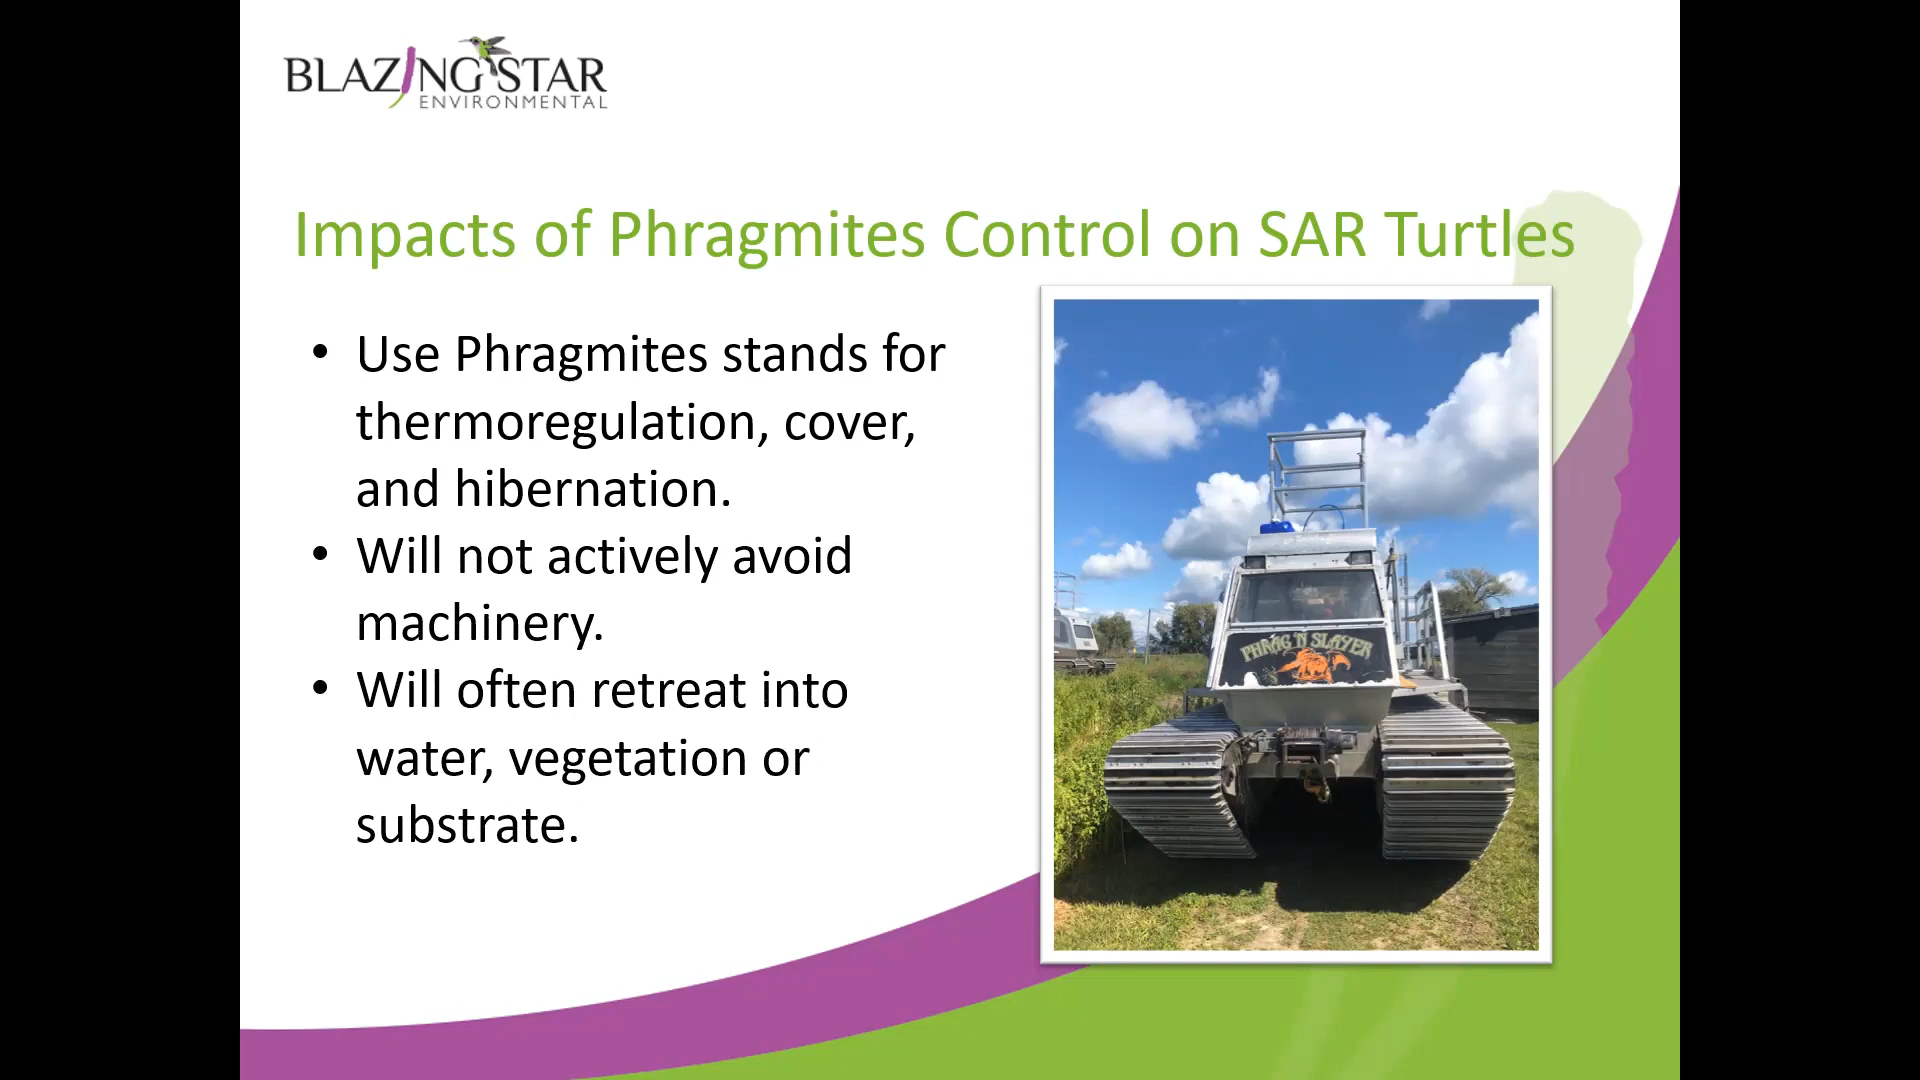 BLAZING STAR
ENVIRONMENTAL
Impacts of Phragmites Control on SAR Turtles
• Use Phragmites stands for
thermoregulation, cover,
and hibernation.
• Will not actively avoid
machinery.
• Will often retreat into
water, vegetation or
substrate.
PHRAG N SLAYER